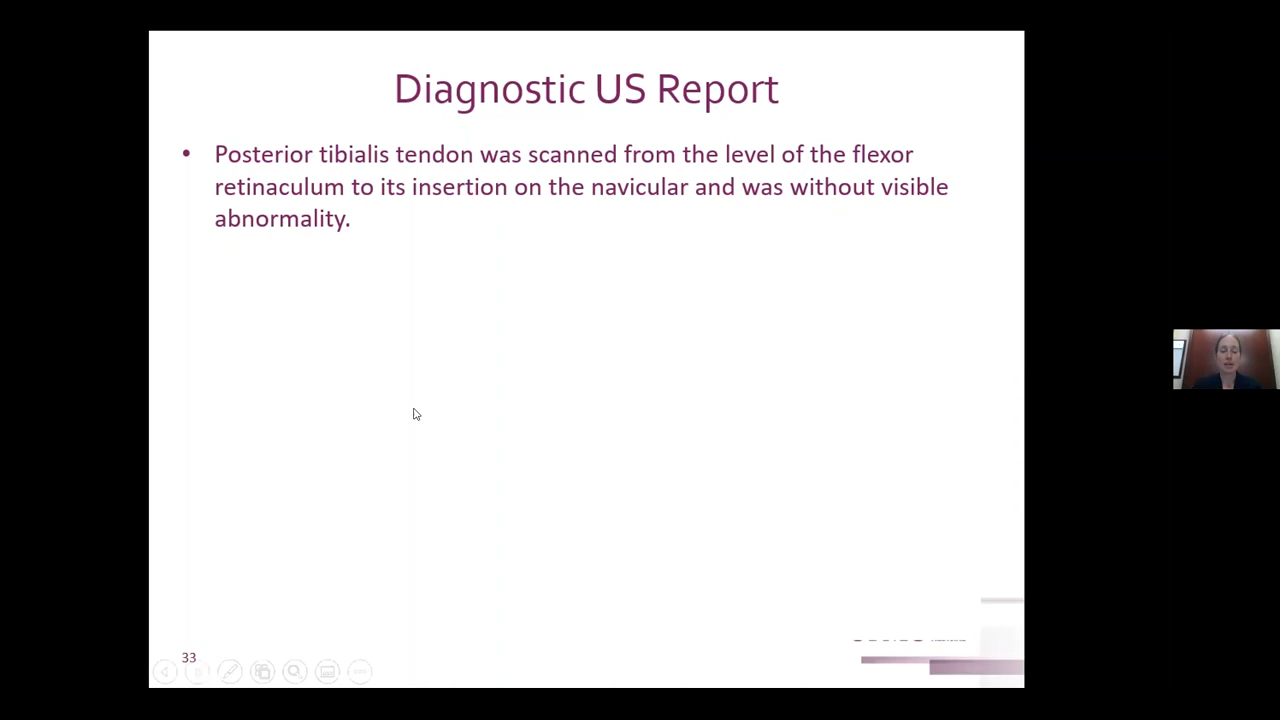 Diagnostic US Report
• Posterior tibialis tendon was scanned from the level of the flexor
retinaculum to its insertion on the navicular and was without visible
abnormality.
33